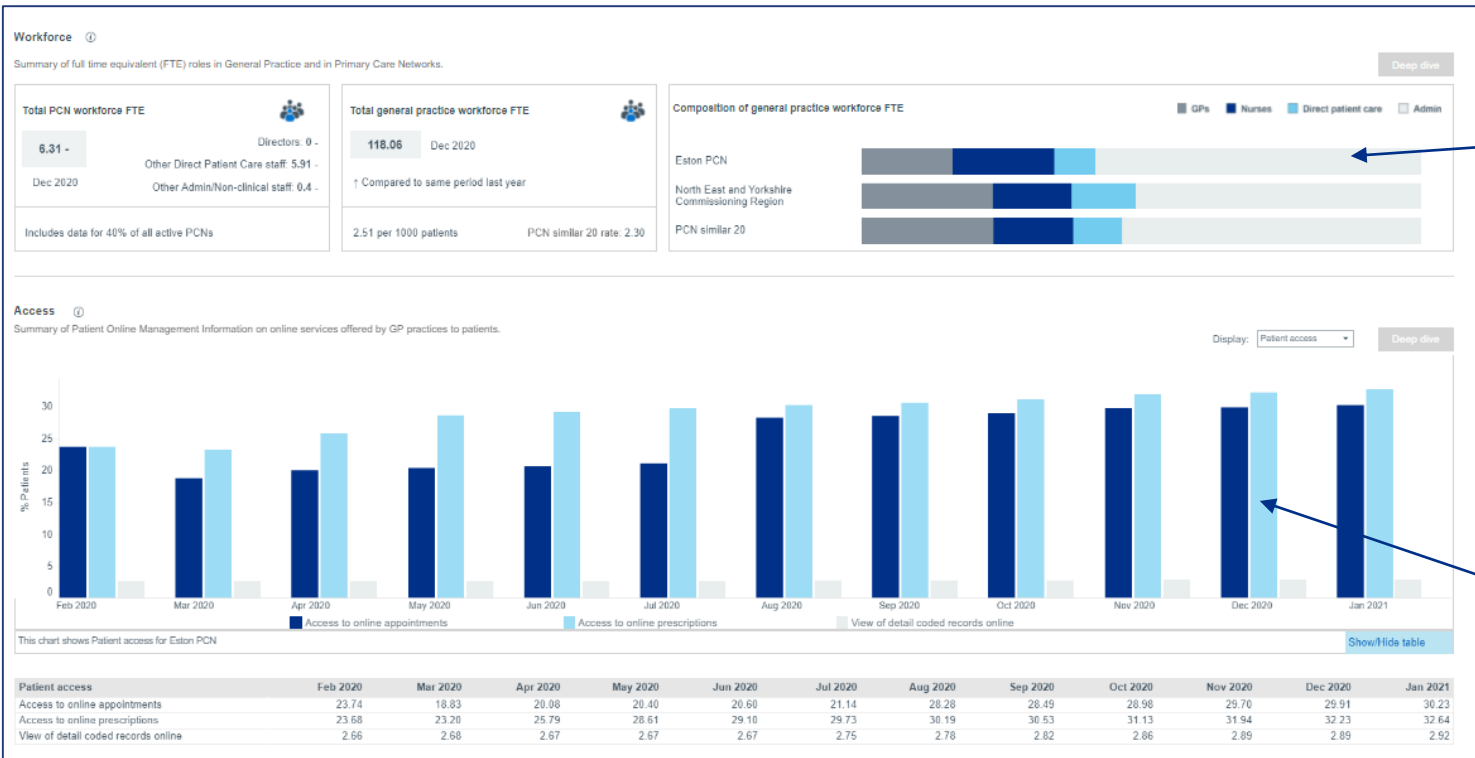 Workforce
Summary of full time equivalent (FTE) roles in General Practice and in Primary Care Networks.
Deep dive
Total PCN workforce FTE
6.31 -
Dec 2020
Directors: 0 -
Other Direct Patient Care staff: 5.91 -
Other Admin/Non-clinical staff: 0.4 -
Includes data for 40% of all active PCNs
Total general practice workforce FTE
118.06 Dec 2020
↑ Compared to same period last year
2.51 per 1000 patients PCN similar 20 rate: 2.30
Composition of general practice workforce FTE
GPs Nurses Direct patient care Admin
Eston PCN
North East and Yorkshire
Commissioning Region
PCN similar 20
Access
Summary of Patient Online Management Information on online services offered by GP practices to patients.
Display: Patient access
Deep dive
% Patients
30
25
20
15
10
5
0
Feb 2020 Mar 2020 Apr 2020 May 2020 Jun 2020 Jul 2020 Aug 2020 Sep 2020 Oct 2020 Nov 2020 Dec 2020 Jan 2021
Access to online appointments Access to online prescriptions View of detail coded records online
This chart shows Patient access for Eston PCN
Show/Hide table
Patient access Feb 2020 Mar 2020 Apr 2020 May 2020 Jun 2020 Jul 2020 Aug 2020 Sep 2020 Oct 2020 Nov 2020 Dec 2020 Jan 2021
Access to online appointments 23.74 18.83 20.08 20.40 20.60 21.14 28.28 28.49 28.98 29.70 29.91 30.23
Access to online prescriptions 23.68 23.20 25.79 28.61 29.10 29.73 30.19 30.53 31.13 31.94 32.23 32.64
View of detail coded records online 2.66 2.68 2.67 2.67 2.67 2.75 2.78 2.82 2.86 2.89 2.89 2.92